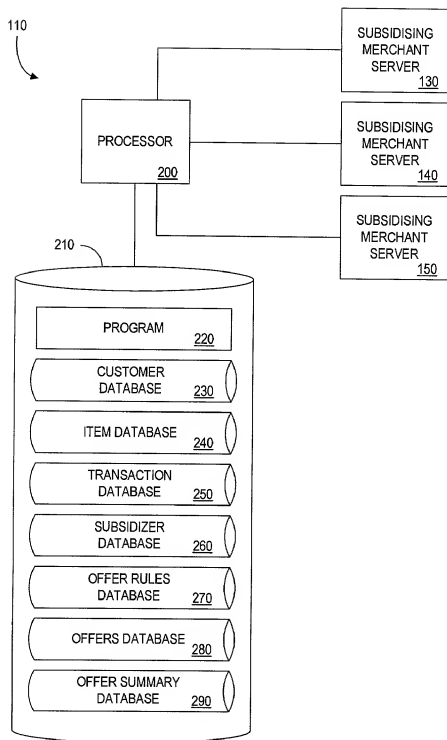 110
SUBSIDISING
MERCHANT
SERVER
130
PROCESSOR
200
SUBSIDISING
MERCHANT
SERVER
140
SUBSIDISING
MERCHANT
SERVER
150
210
PROGRAM
220
CUSTOMER
DATABASE
230
ITEM DATABASE
240
TRANSACTION
DATABASE
250
SUBSIDIZER
DATABASE
260
OFFER RULES
DATABASE
270
OFFERS DATABASE
280
OFFER SUMMARY
DATABASE
290